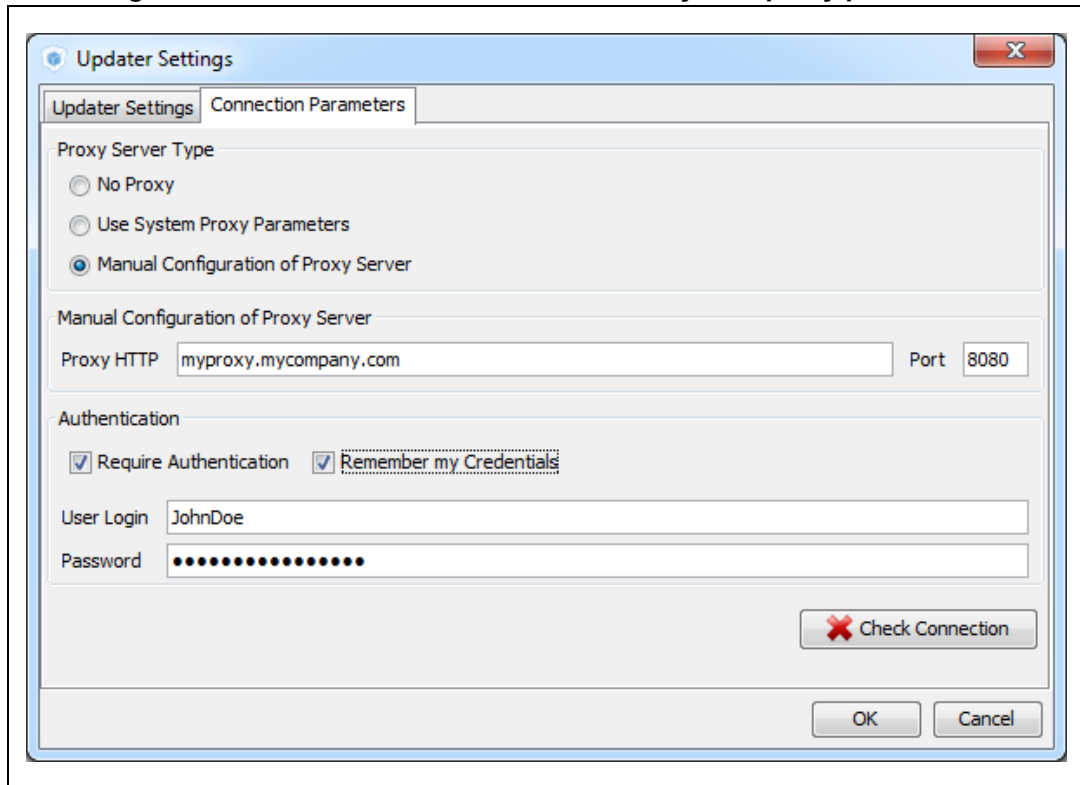 Updater Settings
Updater Settings Connection Parameters
Proxy Server Type
No Proxy
Use System Proxy Parameters
Manual Configuration of Proxy Server
Manual Configuration of Proxy Server
Proxy HTTP myproxy.mycompany.com Port 8080
Authentication
Require Authentication Remember my Credentials
User Login JohnDoe
Password ••••••••••••••••
Check Connection
OK Cancel